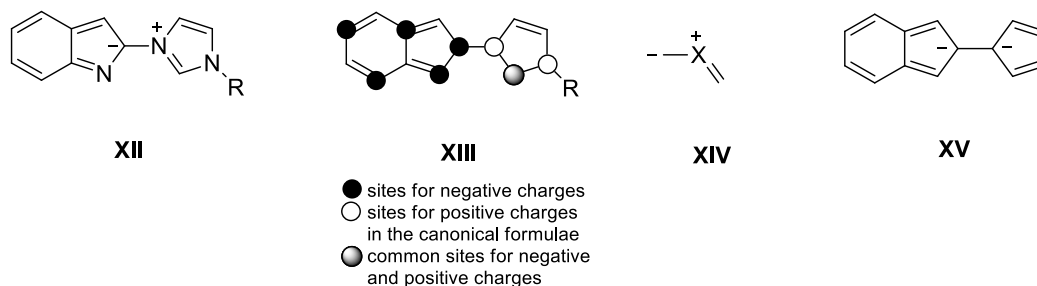 +
−
N
N
N
R
R
−
+
X
−
−
XII
XIII
XIV
XV
sites for negative charges
sites for positive charges
in the canonical formulae
common sites for negative
and positive charges